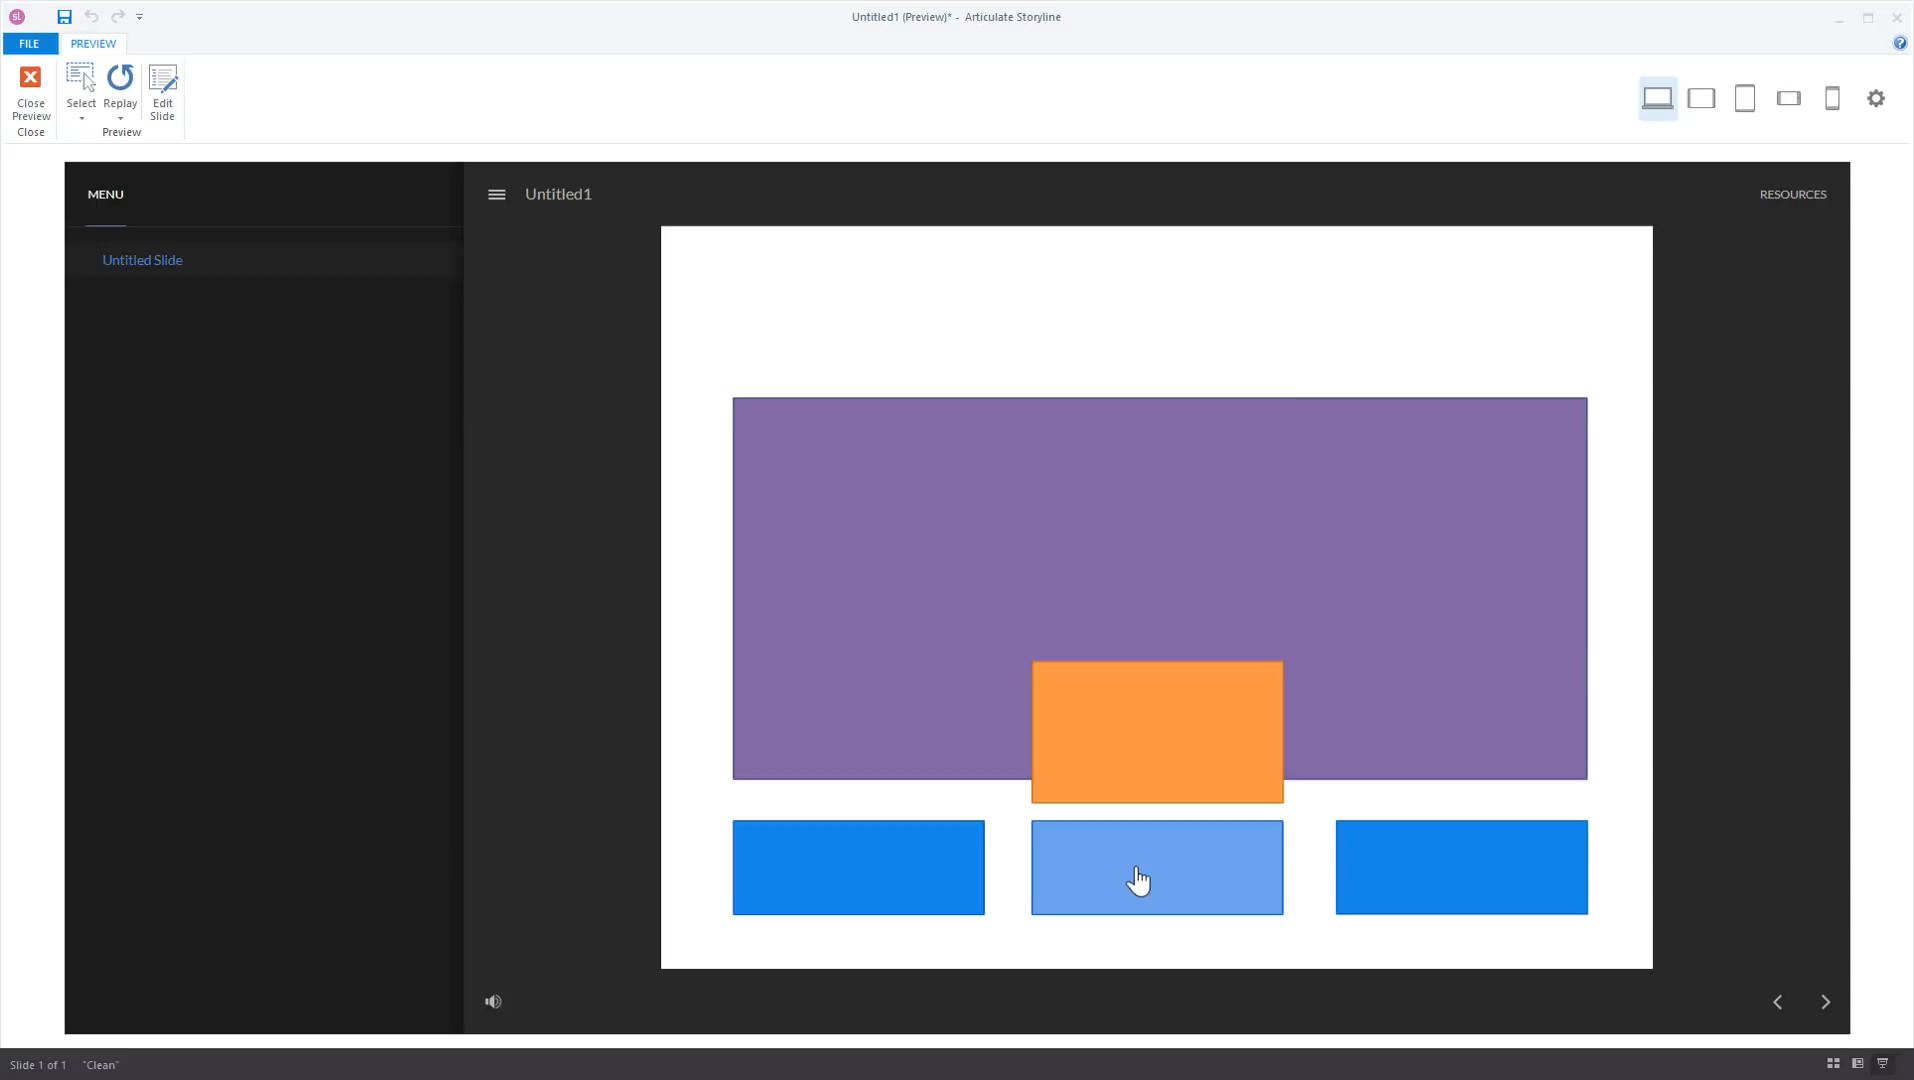 sl
Untitled1 (Preview)* - Articulate Storyline
FILE
PREVIEW
?
Close
Preview
Select
Replay
Edit
Slide
Close
Preview
MENU
Untitled1
RESOURCES
Untitled Slide
Slide 1 of 1
"Clean"